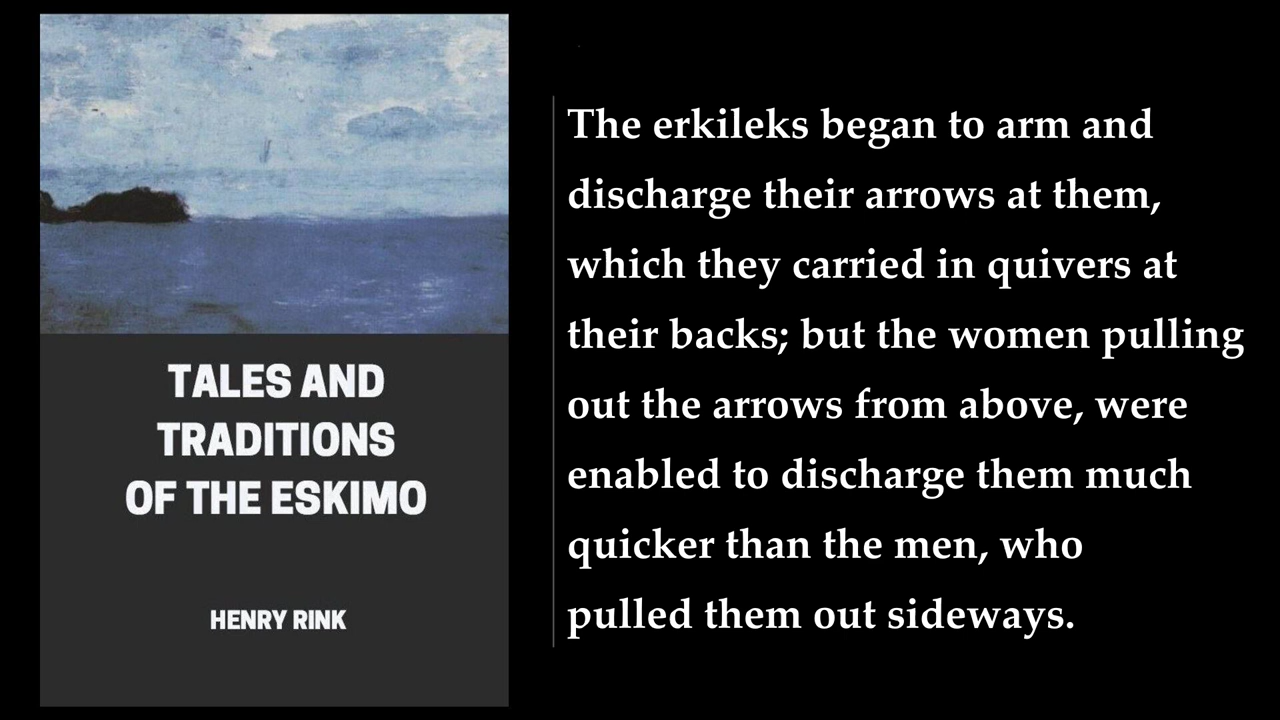 TALES AND
TRADITIONS
OF THE ESKIMO
HENRY RINK
The erkileks began to arm and
discharge their arrows at them,
which they carried in quivers at
their backs; but the women pulling
out the arrows from above, were
enabled to discharge them much
quicker than the men, who
pulled them out sideways.